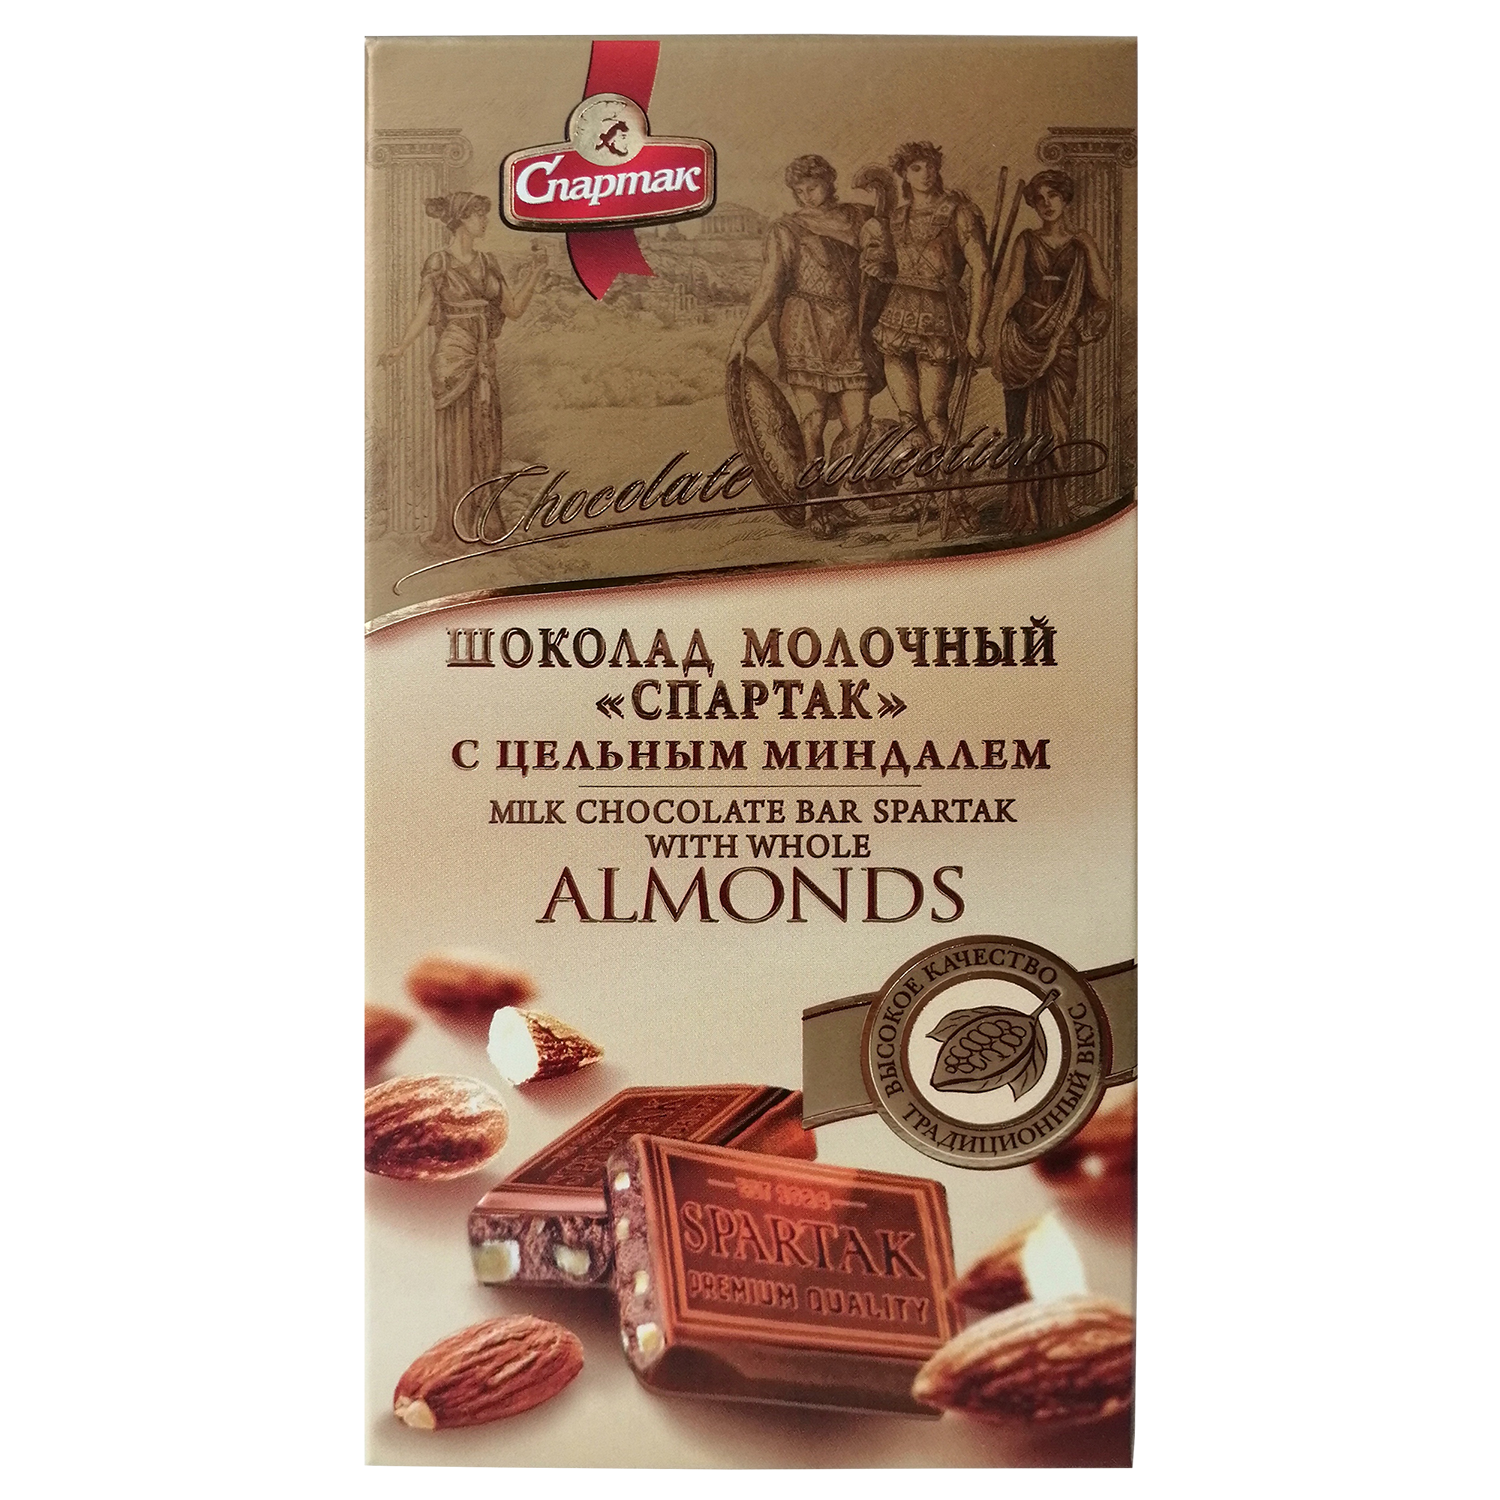 Спартак
Chocolate collection
ШОКОЛАД МОЛОЧНЫЙ
«СПАРТАК»
С ЦЕЛЬНЫМ МИНДАЛЕМ
MILK CHOCOLATE BAR SPARTAK
WITH WHOLE
ALMONDS
ВЫСОКОЕ КАЧЕСТВО
ТРАДИЦИОННЫЙ ВКУС
SPARTAK
PREMIUM QUALITY